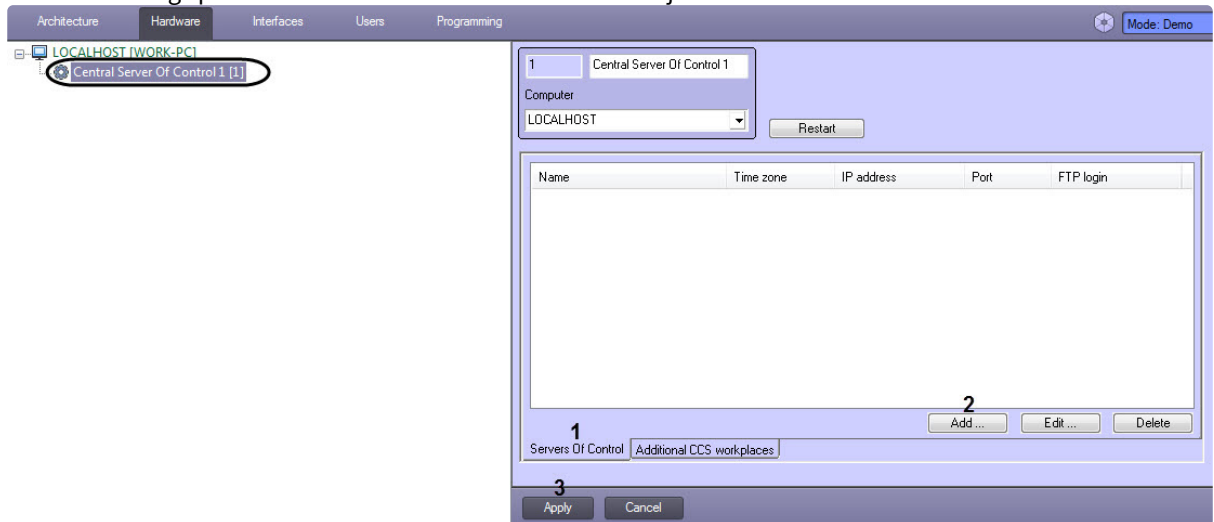 Architecture Hardware Interfaces Users Programming Mode: Demo
LOCALHOST [WORK-PC]
Central Server Of Control 1 [1]
1 Central Server Of Control 1
Computer
LOCALHOST
Restart
Name Time zone IP address Port FTP login
2
Add ... Edit ... Delete
1
Servers Of Control Additional CCS workplaces
3
Apply Cancel